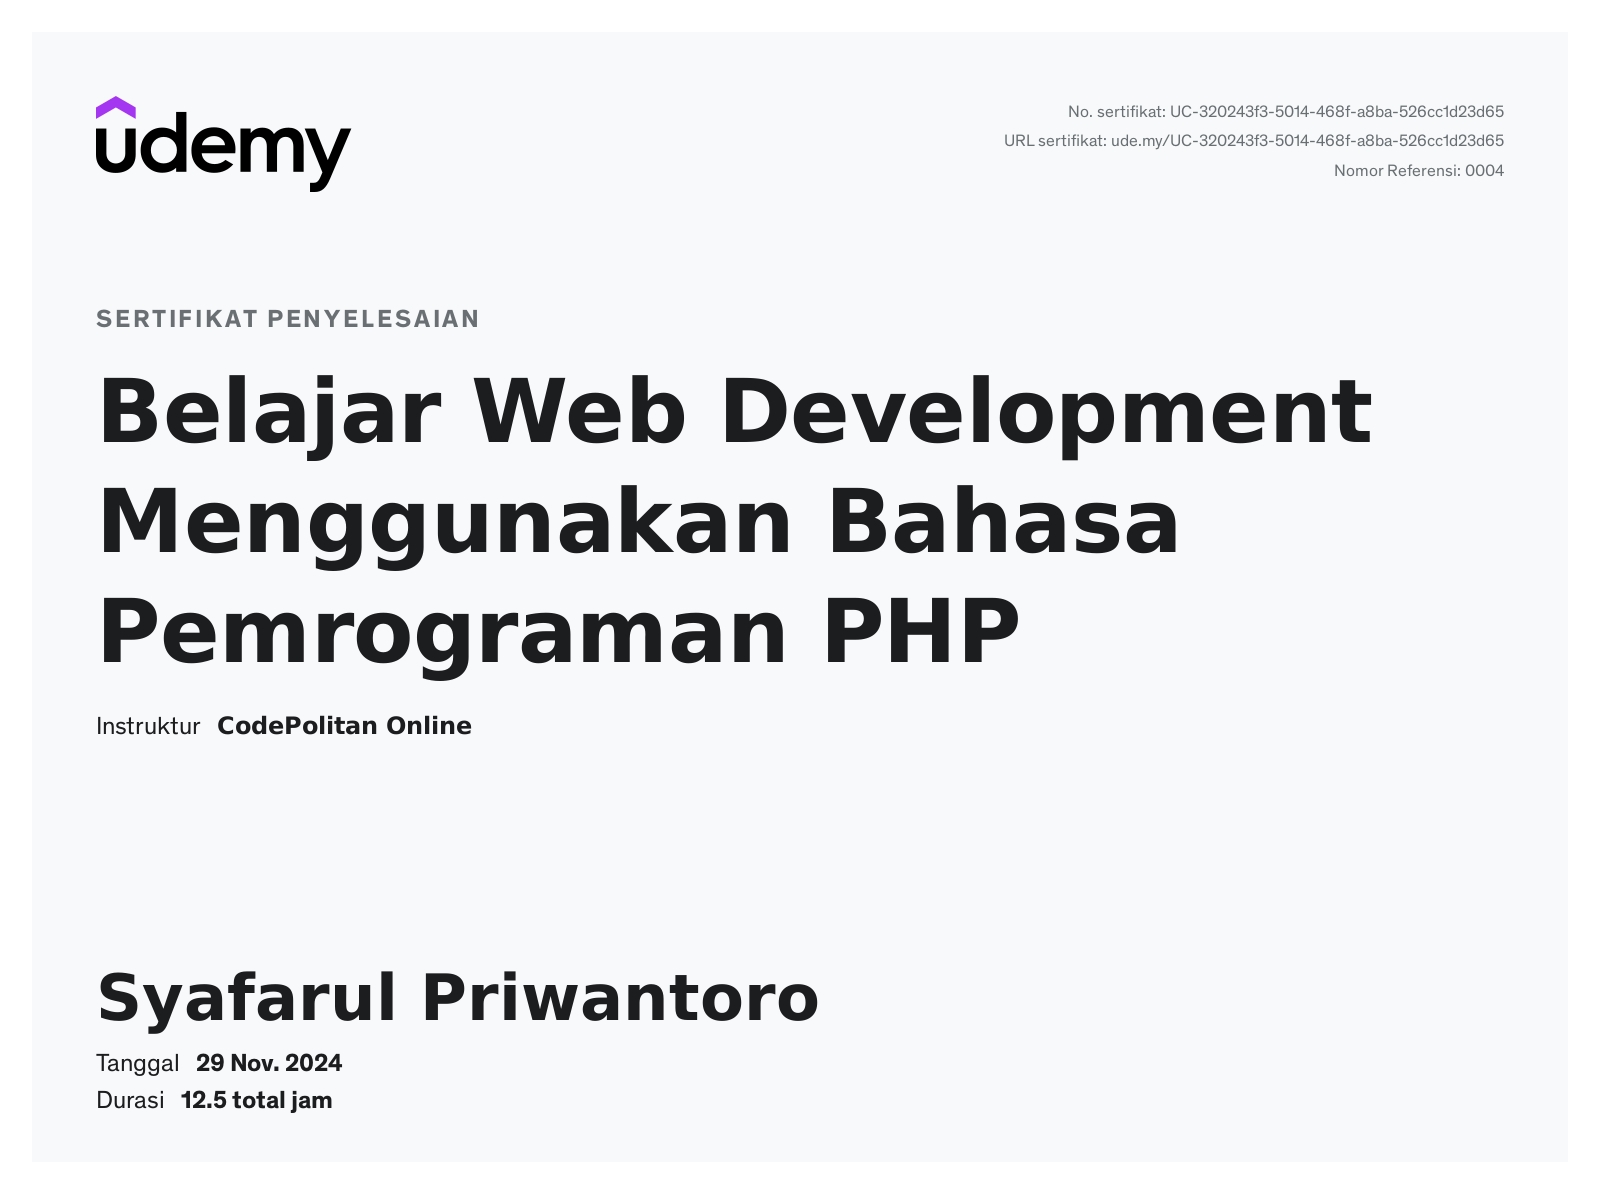 udemy
No. sertifikat: UC-320243f3-5014-468f-a8ba-526cc1d23d65
URL sertifikat: ude.my/UC-320243f3-5014-468f-a8ba-526cc1d23d65
Nomor Referensi: 0004
SERTIFIKAT PENYELESAIAN
Belajar Web Development
Menggunakan Bahasa
Pemrograman PHP
Instruktur CodePolitan Online
Syafarul Priwantoro
Tanggal 29 Nov. 2024
Durasi 12.5 total jam